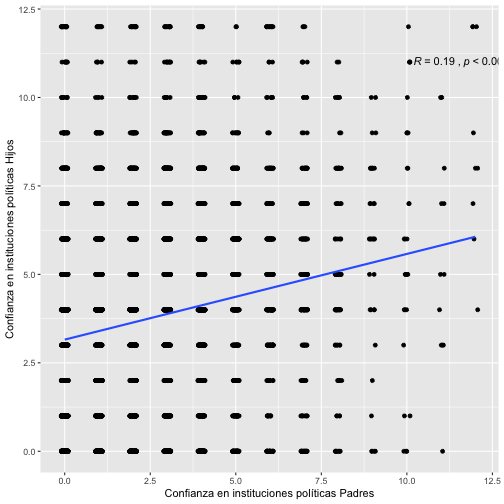 12.5
10.0
7.5
5.0
2.5
0.0
R = 0.19 , p < 0.00
0.0 2.5 5.0 7.5 10.0 12.5
Confianza en instituciones políticas Padres
Confianza en instituciones políticas Hijos